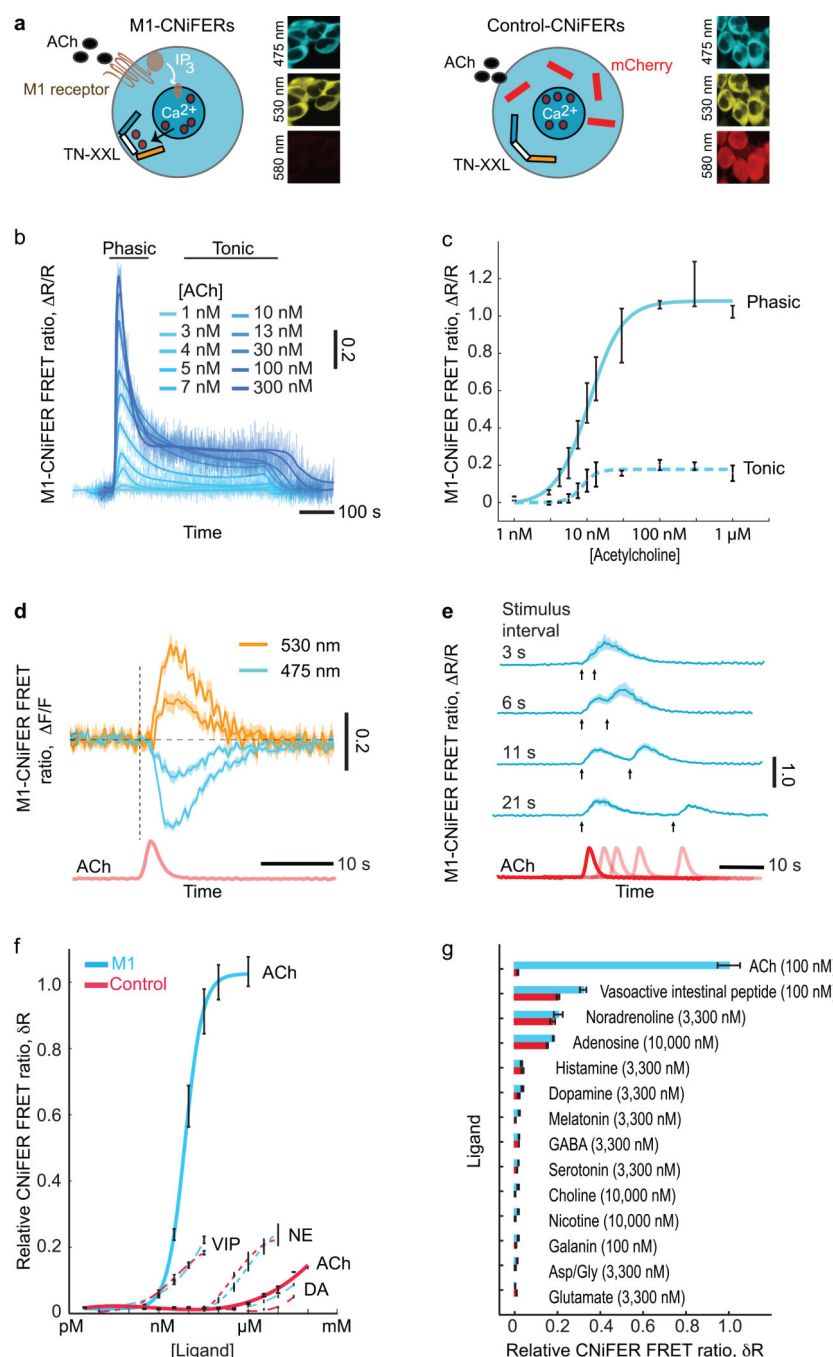 a
M1-CNiFERs
ACh
IP3
M1 receptor
Ca2+
TN-XXL
475 nm
530 nm
580 nm
Control-CNiFERs
ACh
mCherry
Ca2+
TN-XXL
475 nm
530 nm
580 nm
b
M1-CNiFER FRET ratio, ΔR/R
Phasic
Tonic
[ACh]
1 nM
3 nM
4 nM
5 nM
7 nM
10 nM
13 nM
30 nM
100 nM
300 nM
0.2
100 s
Time
c
M1-CNiFER FRET ratio, ΔR/R
1.2
1.0
0.8
0.6
0.4
0.2
0
Phasic
Tonic
1 nM
10 nM
100 nM
1 μM
[Acetylcholine]
d
M1-CNiFER FRET
ratio, ΔF/F
530 nm
475 nm
0.2
ACh
10 s
Time
e
M1-CNiFER FRET ratio, ΔR/R
Stimulus
interval
3 s
6 s
11 s
21 s
1.0
ACh
10 s
Time
f
Relative CNiFER FRET ratio, δR
M1
Control
1.0
0.8
0.6
0.4
0.2
0
ACh
VIP
NE
ACh
DA
pM
nM
μM
mM
[Ligand]
g
Ligand
ACh (100 nM)
Vasoactive intestinal peptide (100 nM)
Noradrenoline (3,300 nM)
Adenosine (10,000 nM)
Histamine (3,300 nM)
Dopamine (3,300 nM)
Melatonin (3,300 nM)
GABA (3,300 nM)
Serotonin (3,300 nM)
Choline (10,000 nM)
Nicotine (10,000 nM)
Galanin (100 nM)
Asp/Gly (3,300 nM)
Glutamate (3,300 nM)
0
0.2
0.4
0.6
0.8
1.0
Relative CNiFER FRET ratio, δR